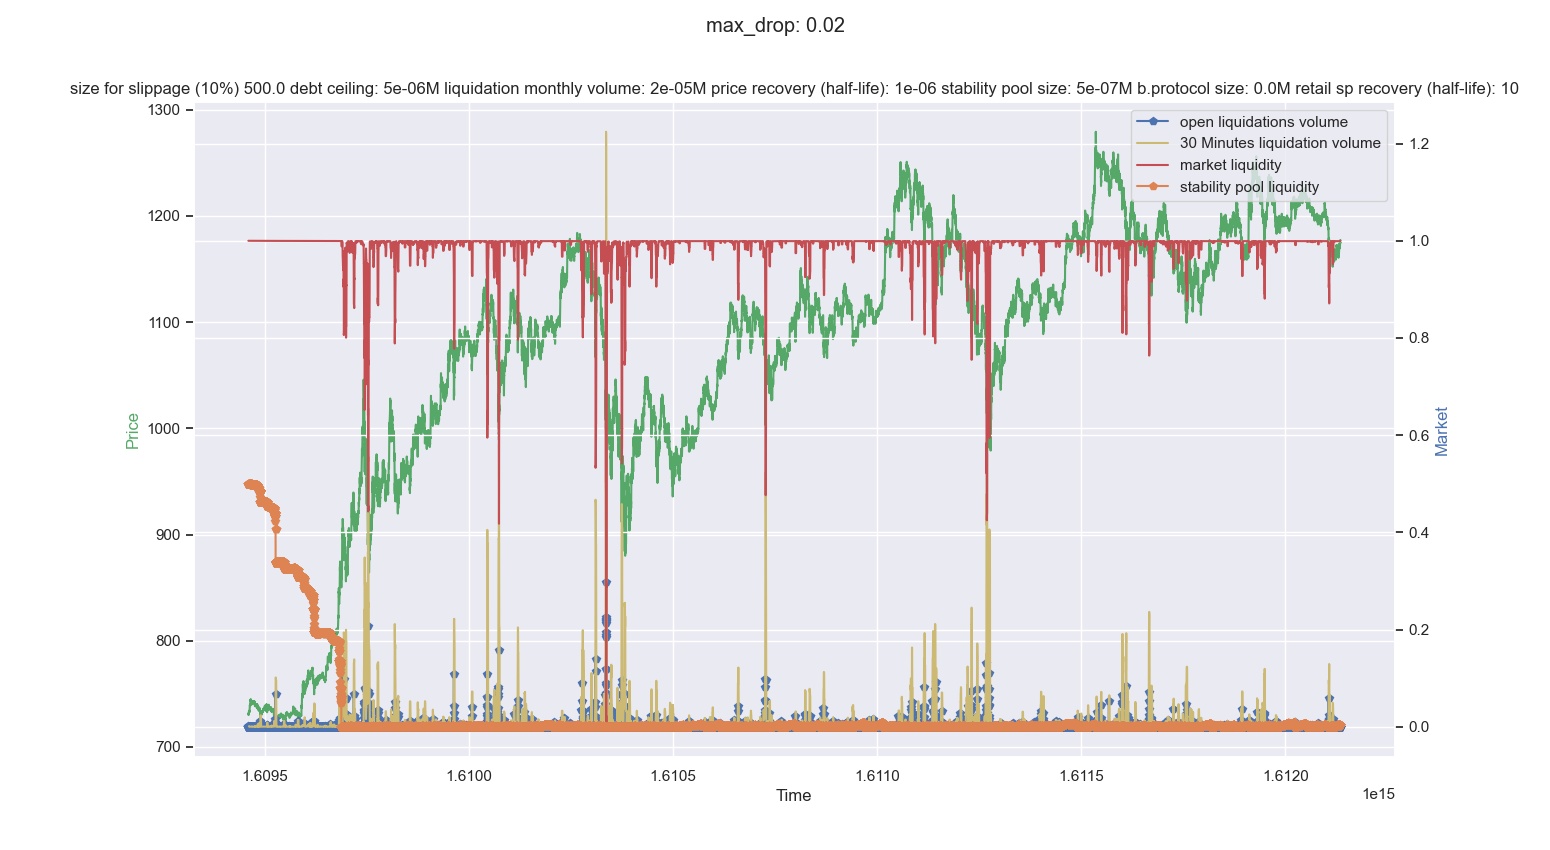 max_drop: 0.02
size for slippage (10%) 500.0 debt ceiling: 5e-06M liquidation monthly volume: 2e-05M price recovery (half-life): 1e-06 stability pool size: 5e-07M b.protocol size: 0.0M retail sp recovery (half-life): 10
open liquidations volume
30 Minutes liquidation volume
market liquidity
stability pool liquidity
1300
1200
1100
1000
900
800
700
Price
1.2
1.0
0.8
0.6
0.4
0.2
0.0
Market
1.6095 1.6100 1.6105 1.6110 1.6115 1.6120
Time
1e15